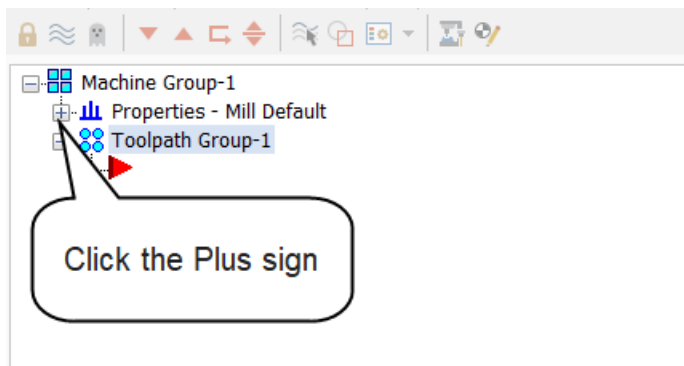 Machine Group-1
Properties - Mill Default
Toolpath Group-1
Click the Plus sign